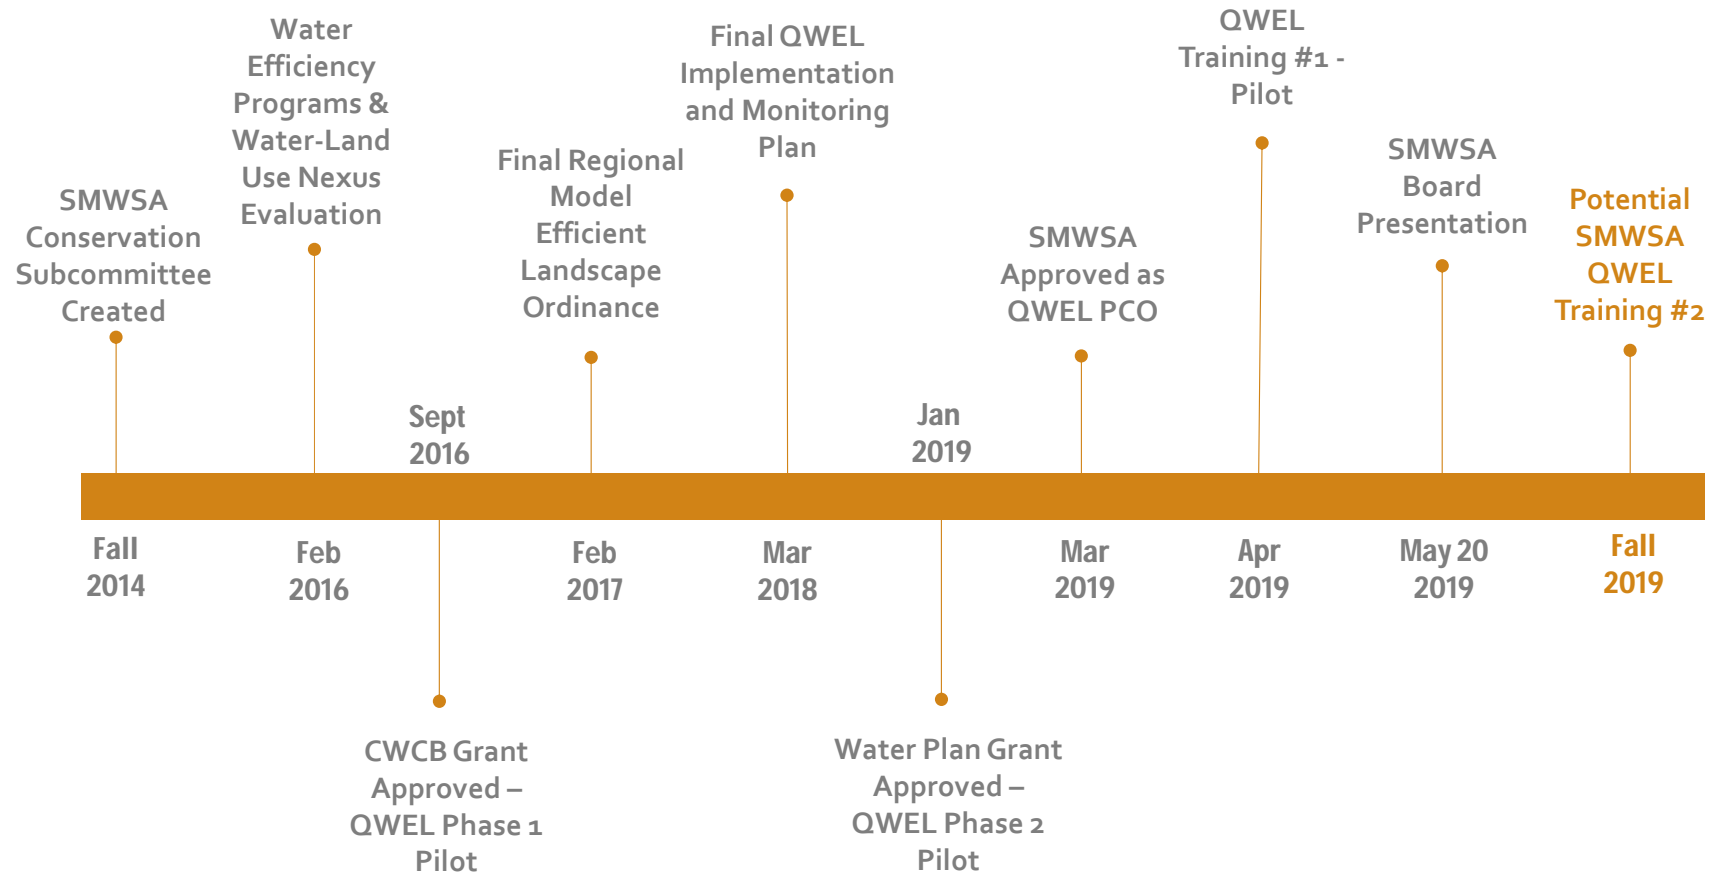 SMWSA
Conservation
Subcommittee
Created
Fall
2014
Water
Efficiency
Programs &
Water-Land
Use Nexus
Evaluation
Feb
2016
Sept
2016
CWCB Grant
Approved –
QWEL Phase 1
Pilot
Final Regional
Model
Efficient
Landscape
Ordinance
Feb
2017
Final QWEL
Implementation
and Monitoring
Plan
Mar
2018
Jan
2019
Water Plan Grant
Approved –
QWEL Phase 2
Pilot
SMWSA
Approved as
QWEL PCO
Mar
2019
QWEL
Training #1 -
Pilot
Apr
2019
SMWSA
Board
Presentation
May 20
2019
Potential
SMWSA
QWEL
Training #2
Fall
2019